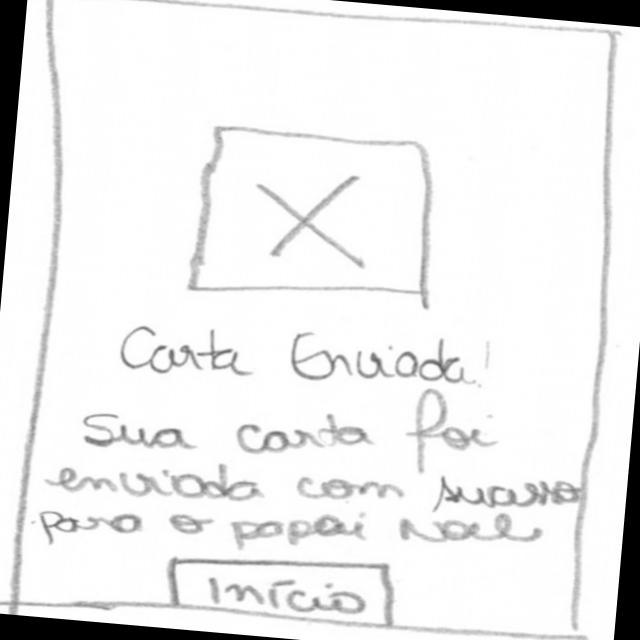 Carta Enviada!
Sua carta foi
enviada com sucesso
para o papai Noel
Início